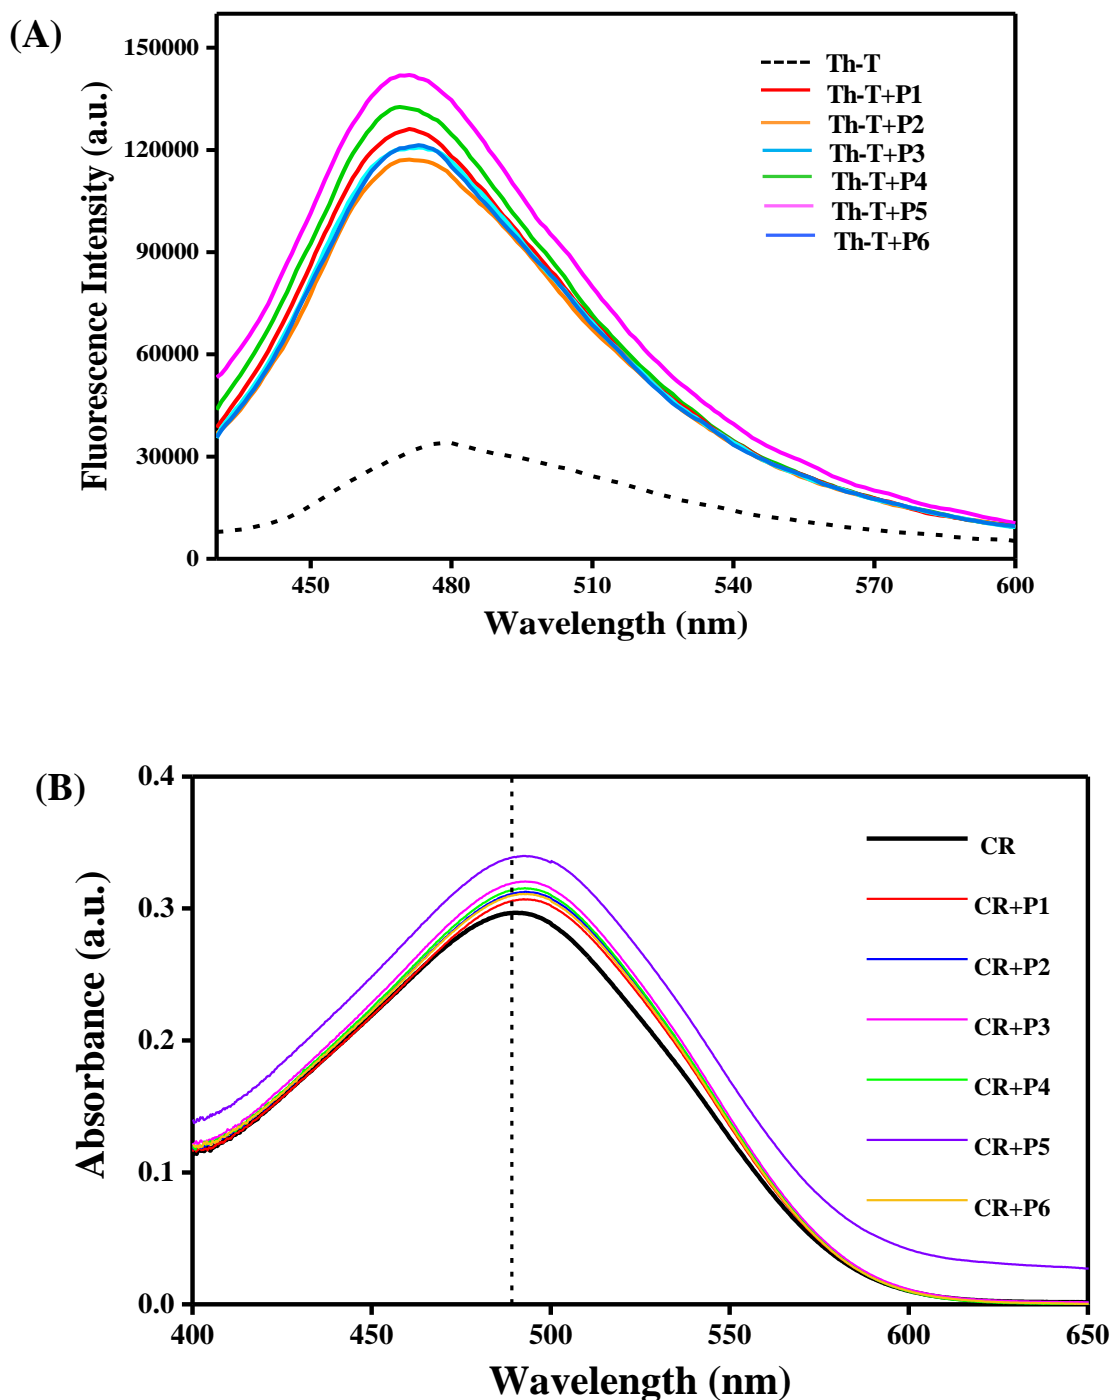 (A)
150000
120000
90000
60000
30000
0
Fluorescence Intensity (a.u.)
Th-T
Th-T+P1
Th-T+P2
Th-T+P3
Th-T+P4
Th-T+P5
Th-T+P6
450 480 510 540 570 600
Wavelength (nm)
(B)
0.4
0.3
0.2
0.1
0.0
Absorbance (a.u.)
CR
CR+P1
CR+P2
CR+P3
CR+P4
CR+P5
CR+P6
400 450 500 550 600 650
Wavelength (nm)